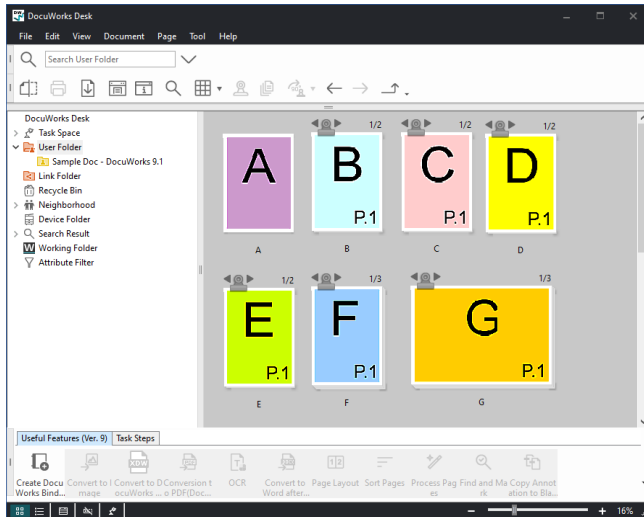 DocuWorks Desk
File Edit View Document Page Tool Help
Search User Folder
DocuWorks Desk
Task Space
User Folder
Sample Doc - DocuWorks 9.1
Link Folder
Recycle Bin
Neighborhood
Device Folder
Search Result
Working Folder
Attribute Filter
1/2 1/2 1/2
A B C D
P.1 P.1 P.1
A B C D
1/2 1/3 1/3
E F G
P.1 P.1 P.1
E F G
Useful Features (Ver. 9) Task Steps
Create Docu Convert to I Convert to D Conversion t OCR Convert to Page Layout Sort Pages Process Pag Find and Ma Copy Annot
Works Bind... mage ocuWorks ... o PDF(Doc... Word after... es rk ation to Bla...
16%